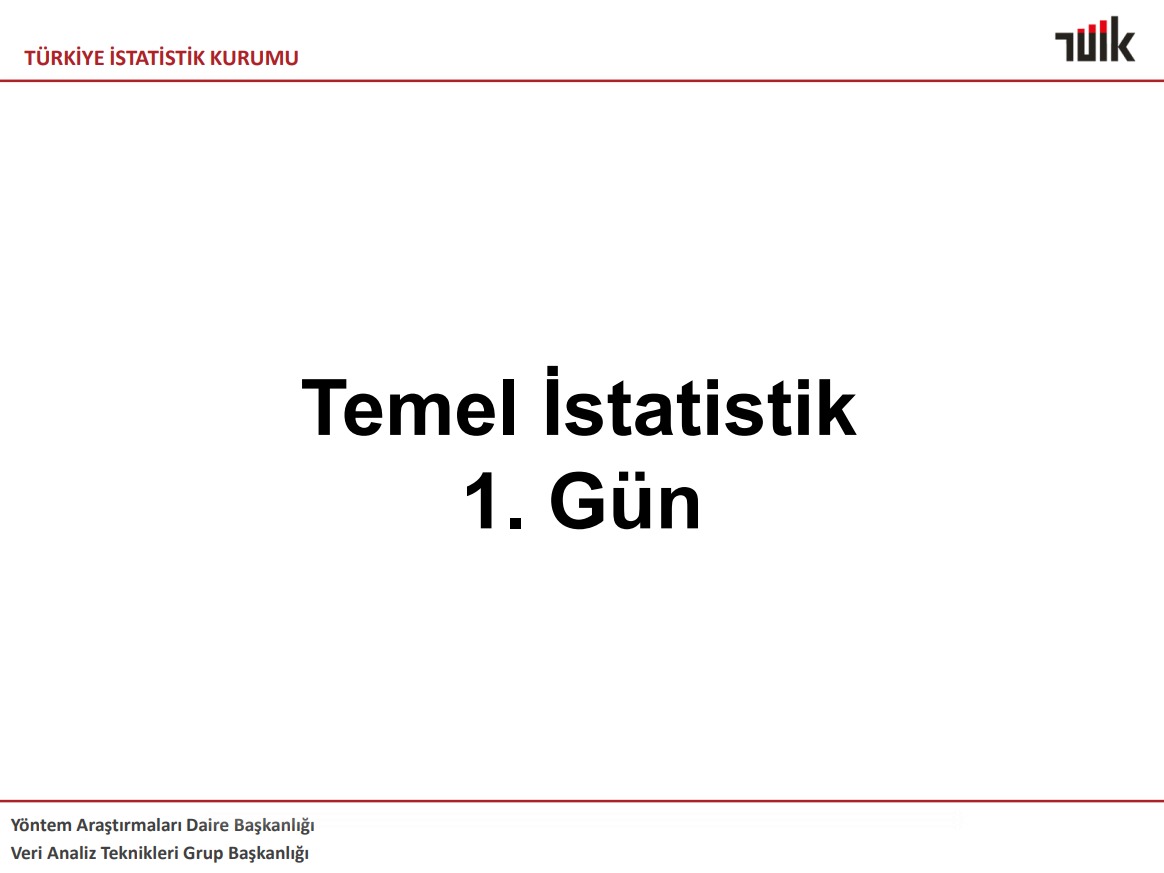 TÜRKİYE İSTATİSTİK KURUMU
TÜİK
Temel İstatistik
1. Gün
Yöntem Araştırmaları Daire Başkanlığı
Veri Analiz Teknikleri Grup Başkanlığı